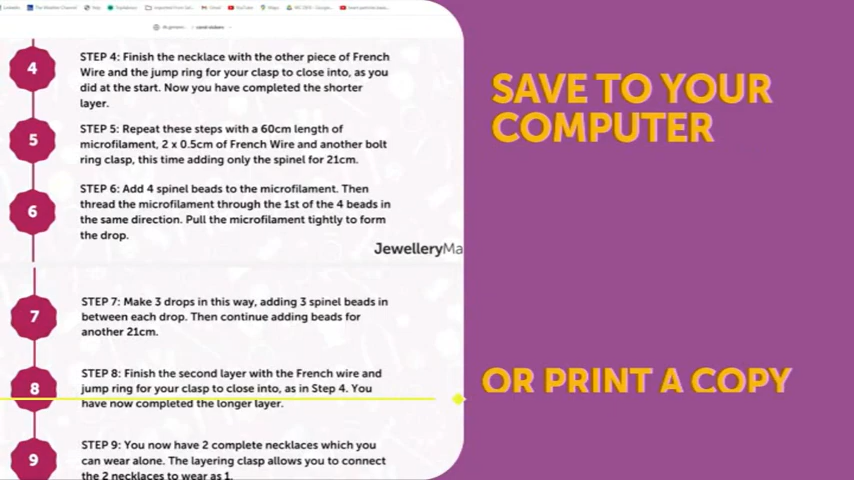 The Weather Channel
Yelp
Gmail
YouTube
Maps
4
STEP 4: Finish the necklace with the other piece of French
Wire and the jump ring for your clasp to close into, as you
did at the start. Now you have completed the shorter
layer.
5
STEP 5: Repeat these steps with a 60cm length of
microfilament, 2 x 0.5cm of French Wire and another bolt
ring clasp, this time adding only the spinel for 21cm.
6
STEP 6: Add 4 spinel beads to the microfilament. Then
thread the microfilament through the 1st of the 4 beads in
the same direction. Pull the microfilament tightly to form
the drop.
JewelleryMa
7
STEP 7: Make 3 drops in this way, adding 3 spinel beads in
between each drop. Then continue adding beads for
another 21cm.
8
STEP 8: Finish the second layer with the French wire and
jump ring for your clasp to close into, as in Step 4. You
have now completed the longer layer.
9
STEP 9: You now have 2 complete necklaces which you
can wear alone. The layering clasp allows you to connect
the 2 necklaces to wear as 1.
SAVE TO YOUR
COMPUTER
OR PRINT A COPY